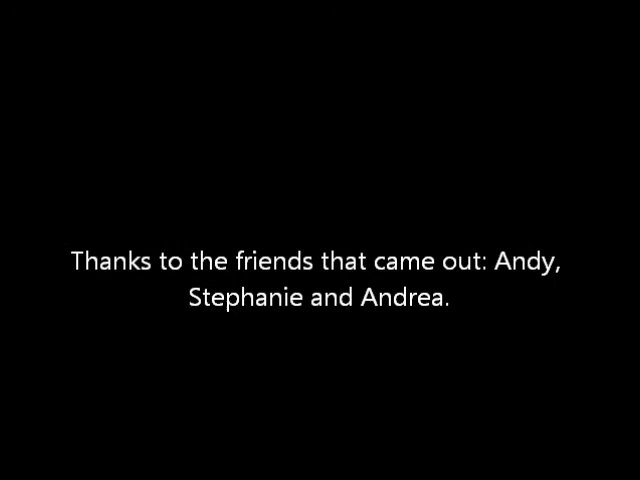 Thanks to the friends that came out: Andy,
Stephanie and Andrea.